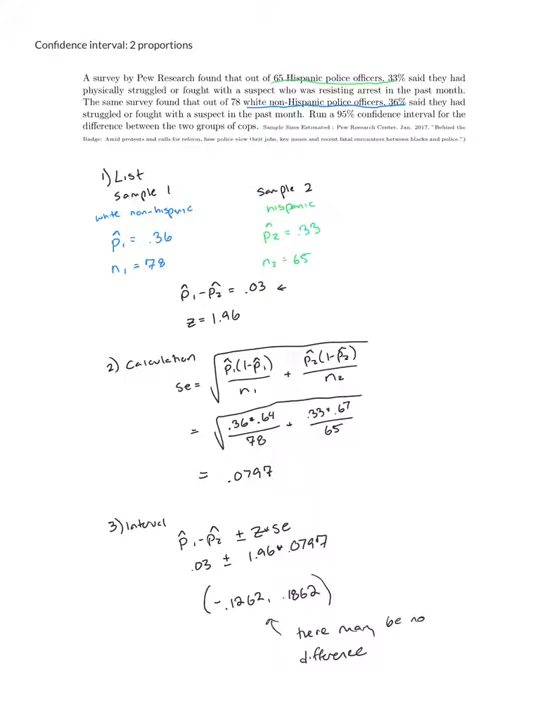 Confidence interval: 2 proportions
A survey by Pew Research found that out of 65 Hispanic police officers, 33% said they had
physically struggled or fought with a suspect who was resisting arrest in the past month.
The same survey found that out of 78 white non-Hispanic police officers, 36% said they had
struggled or fought with a suspect in the past month. Run a 95% confidence interval for the
difference between the two groups of cops. Sample Sizes Estimated : Pew Research Center, Jan. 2017, "Behind the
Badge: Amid protests and calls for reform, how police view their jobs, key issues and recent fatal encounters between blacks and police.")
1) List
Sample 1 Sample 2
white non-hispanic hispanic
p̂₁ = .36 p̂₂ = .33
n₁ = 78 n₂ = 65
p̂₁-p̂₂ = .03 ←
z = 1.96
2) Calculation
se = √(p̂₁(1-p̂₁)/n₁ + p̂₂(1-p̂₂)/n₂)
= √(.36*.64/78 + .33*.67/65)
= .0797
3) Interval
p̂₁-p̂₂ ± z*se
.03 ± 1.96*.0797
(-.1262, .1862)
there may be no
difference